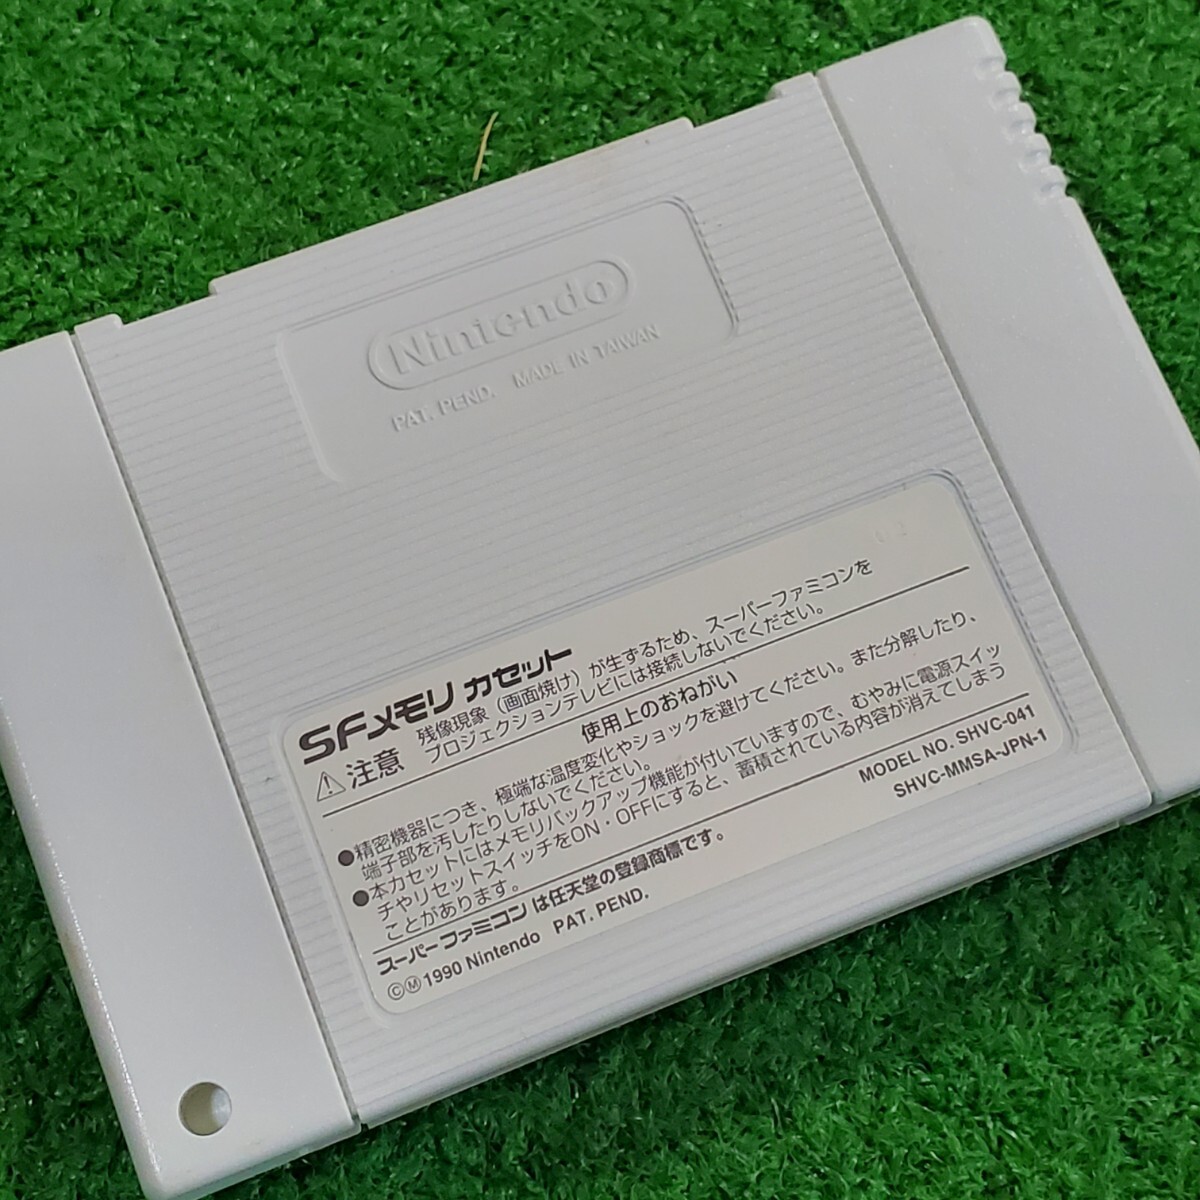 Nintendo
PAT. PEND. MADE IN TAIWAN
SFメモリ カセット
⚠注意 残像現象（画面焼け）が生ずるため、スーパーファミコンを
プロジェクションテレビには接続しないでください。
使用上のおねがい
●精密機器につき、極端な温度変化やショックを避けてください。また分解したり、
端子部を汚したりしないでください。
●本カセットにはメモリバックアップ機能が付いていますので、むやみに電源スイッ
チやリセットスイッチをON・OFFにすると、蓄積されている内容が消えてしまう
ことがあります。
MODEL NO. SHVC-041
SHVC-MMSA-JPN-1
スーパーファミコンは任天堂の登録商標です。
©Ⓜ1990 Nintendo PAT. PEND.